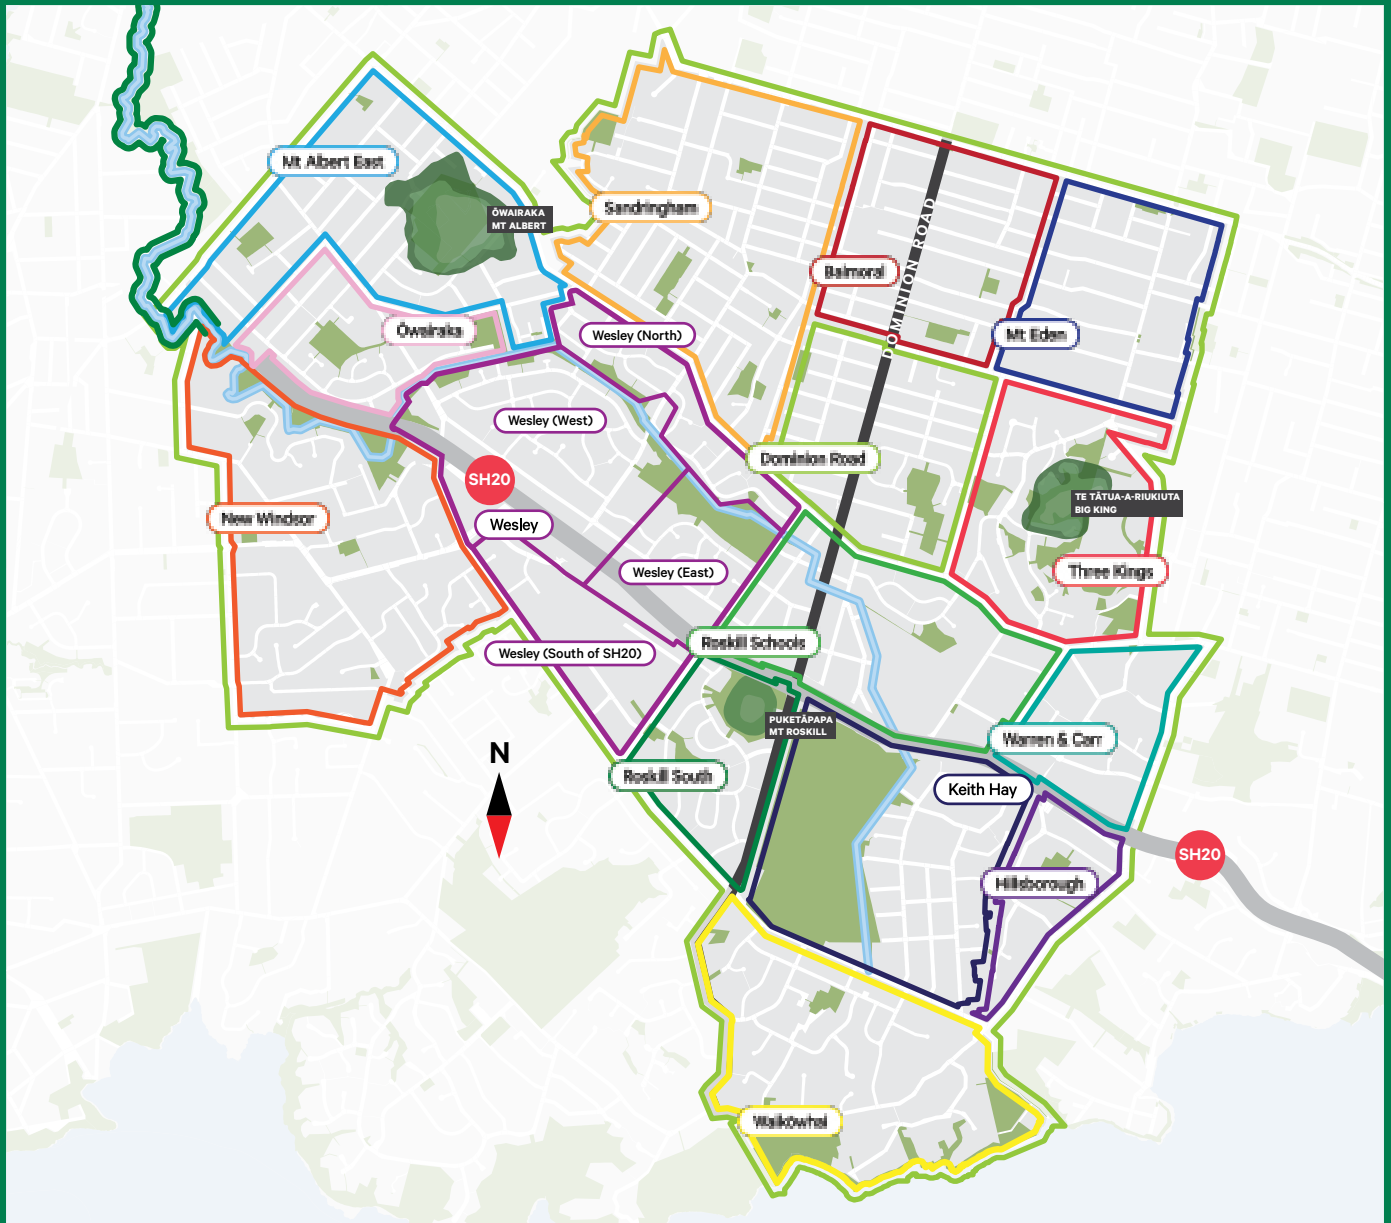 Mt Albert East
ŌWAIRAKA
MT ALBERT
Sandringham
DOMINION ROAD
Balmoral
Ōwairaka
Wesley (North)
Mt Eden
Wesley (West)
Dominion Road
SH20
TE TĀTUA-A-RIUKIUTA
BIG KING
New Windsor
Wesley
Wesley (East)
Three Kings
Roskill Schools
Wesley (South of SH20)
PUKETĀPAPA
MT ROSKILL
Warren & Carr
N
Roskill South
Keith Hay
SH20
Hillsborough
Waikōwhai